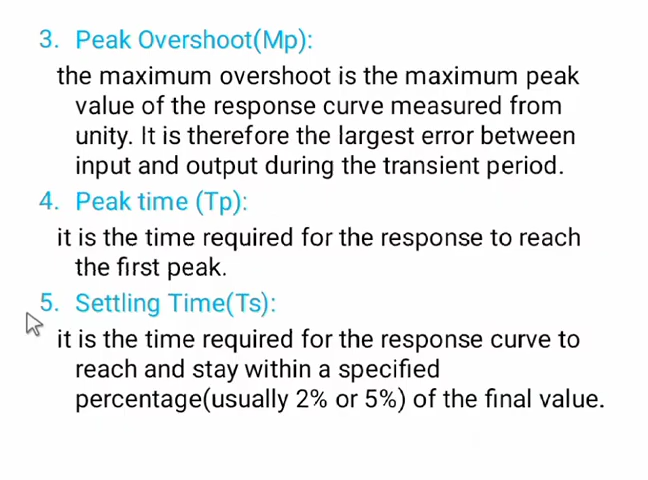 3. Peak Overshoot(Mp):
the maximum overshoot is the maximum peak
value of the response curve measured from
unity. It is therefore the largest error between
input and output during the transient period.
4. Peak time (Tp):
it is the time required for the response to reach
the first peak.
5. Settling Time(Ts):
it is the time required for the response curve to
reach and stay within a specified
percentage(usually 2% or 5%) of the final value.